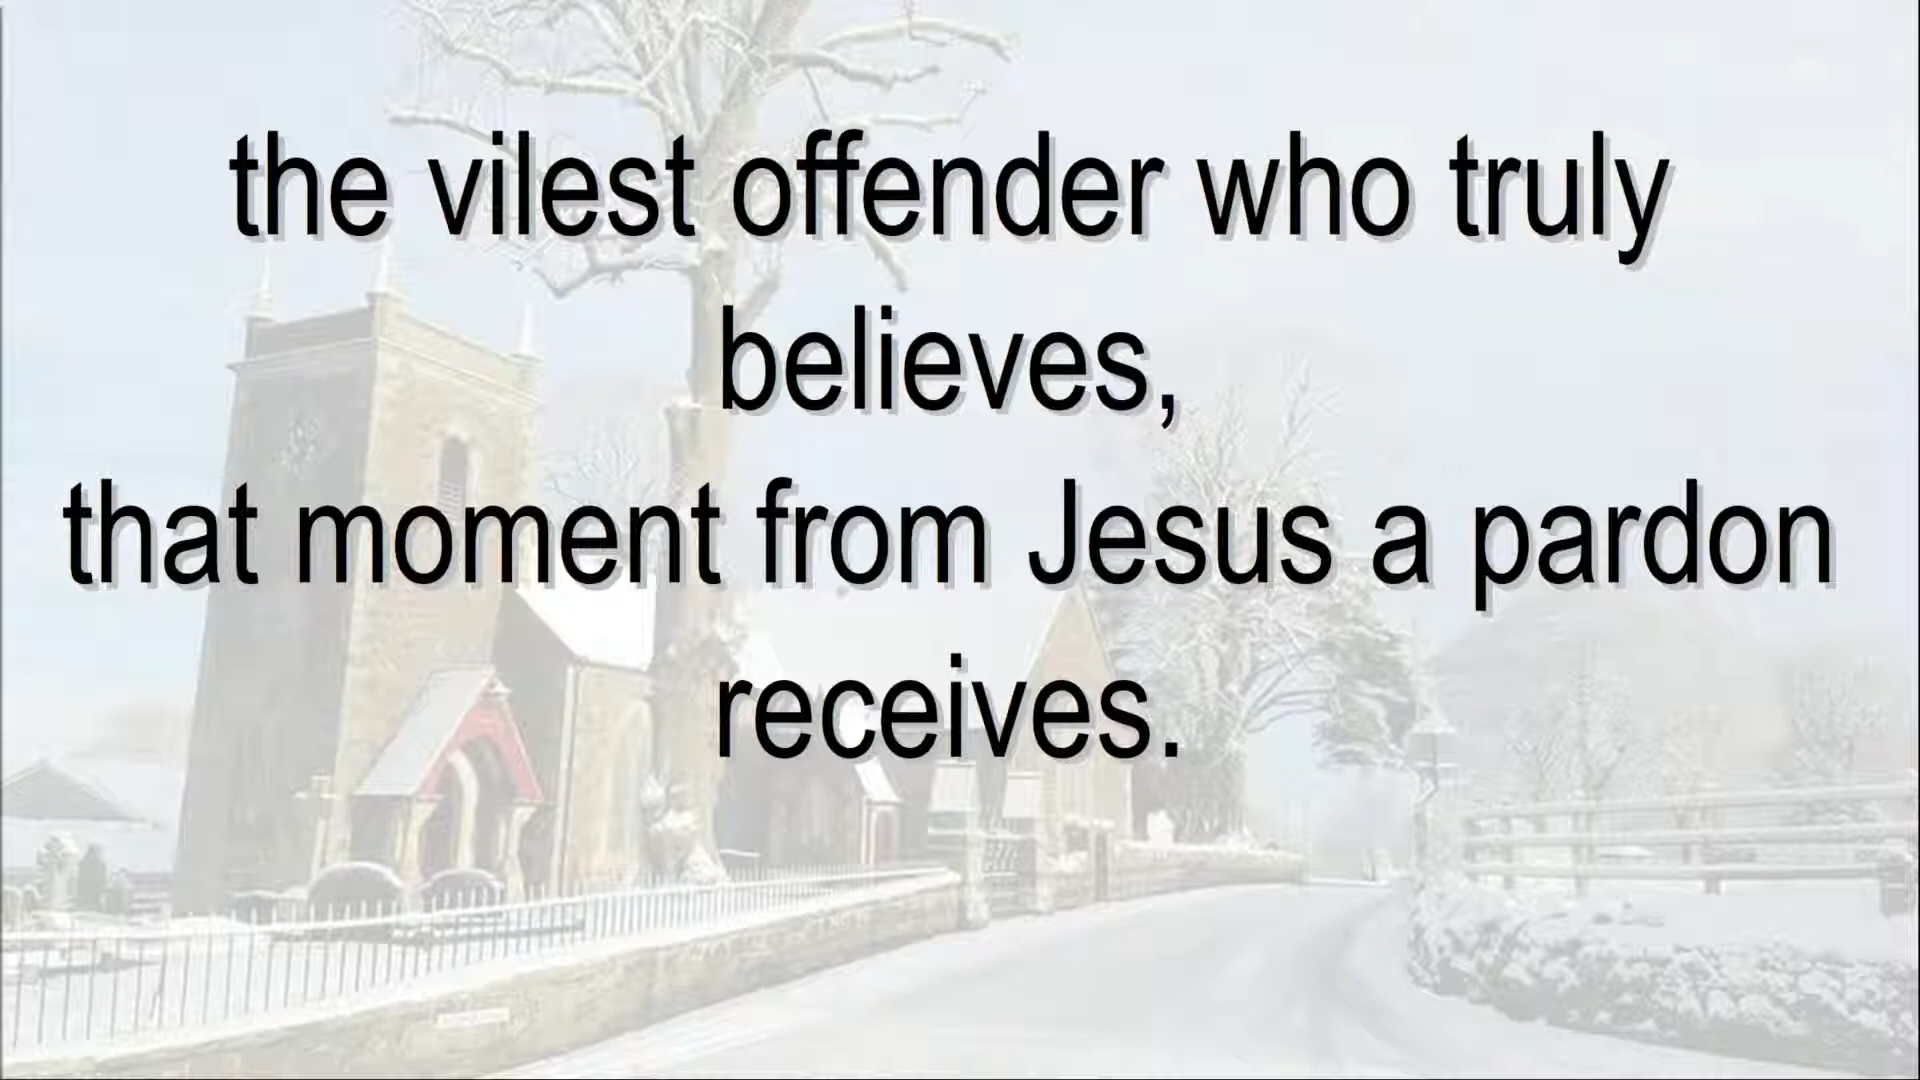 the vilest offender who truly
believes,
that moment from Jesus a pardon
receives.